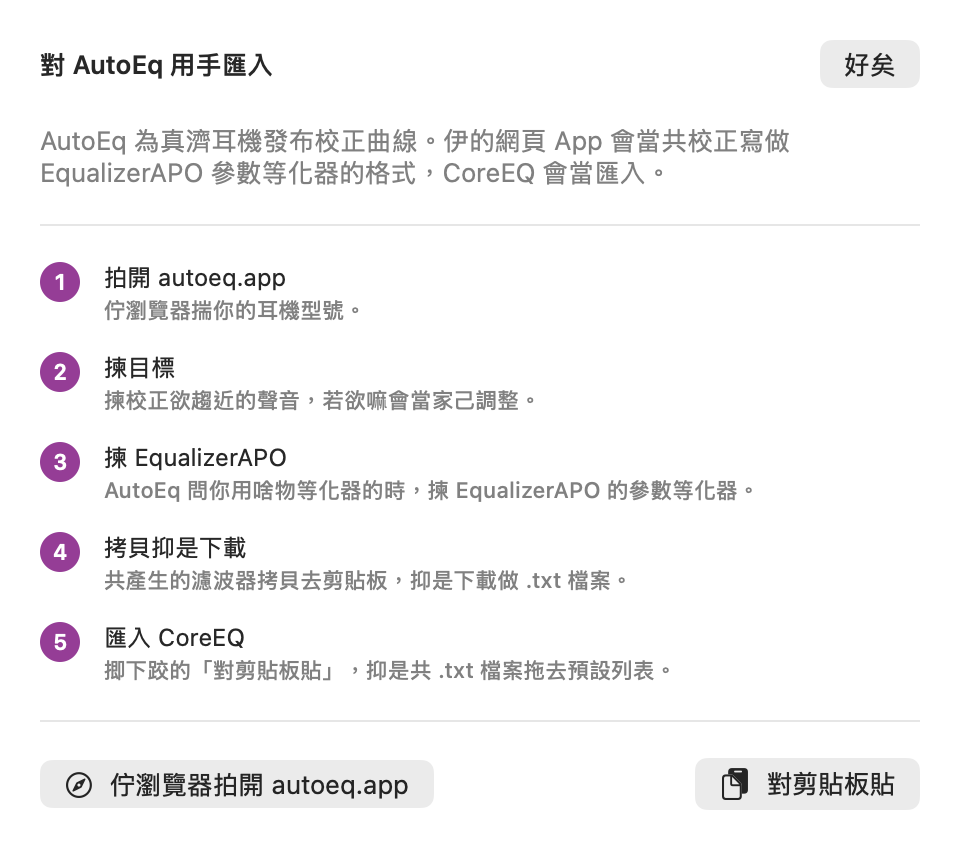 對 AutoEq 用手匯入
好矣
AutoEq 為真濟耳機發布校正曲線。伊的網頁 App 會當共校正寫做
EqualizerAPO 參數等化器的格式，CoreEQ 會當匯入。
1
拍開 autoeq.app
佇瀏覽器揣你的耳機型號。
2
揀目標
揀校正欲趨近的聲音，若欲嘛會當家己調整。
3
揀 EqualizerAPO
AutoEq 問你用啥物等化器的時，揀 EqualizerAPO 的參數等化器。
4
拷貝抑是下載
共產生的濾波器拷貝去剪貼板，抑是下載做 .txt 檔案。
5
匯入 CoreEQ
揤下跤的「對剪貼板貼」，抑是共 .txt 檔案拖去預設列表。
佇瀏覽器拍開 autoeq.app
對剪貼板貼